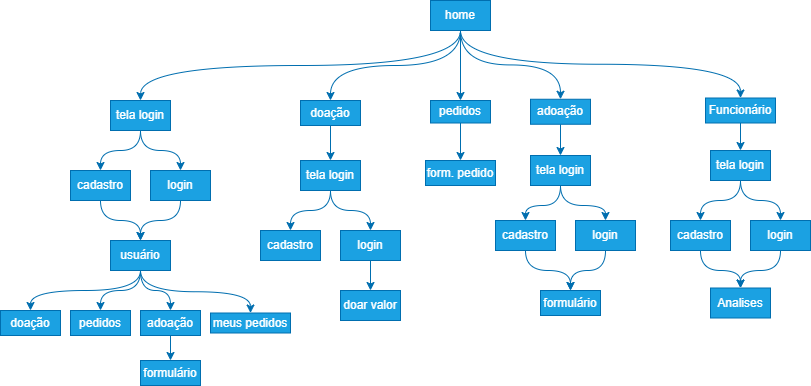 home
tela login
doação
pedidos
adoação
Funcionário
form. pedido
tela login
tela login
tela login
cadastro
login
cadastro
login
cadastro
login
cadastro
login
usuário
doar valor
formulário
Analises
doação
pedidos
adoação
meus pedidos
formulário